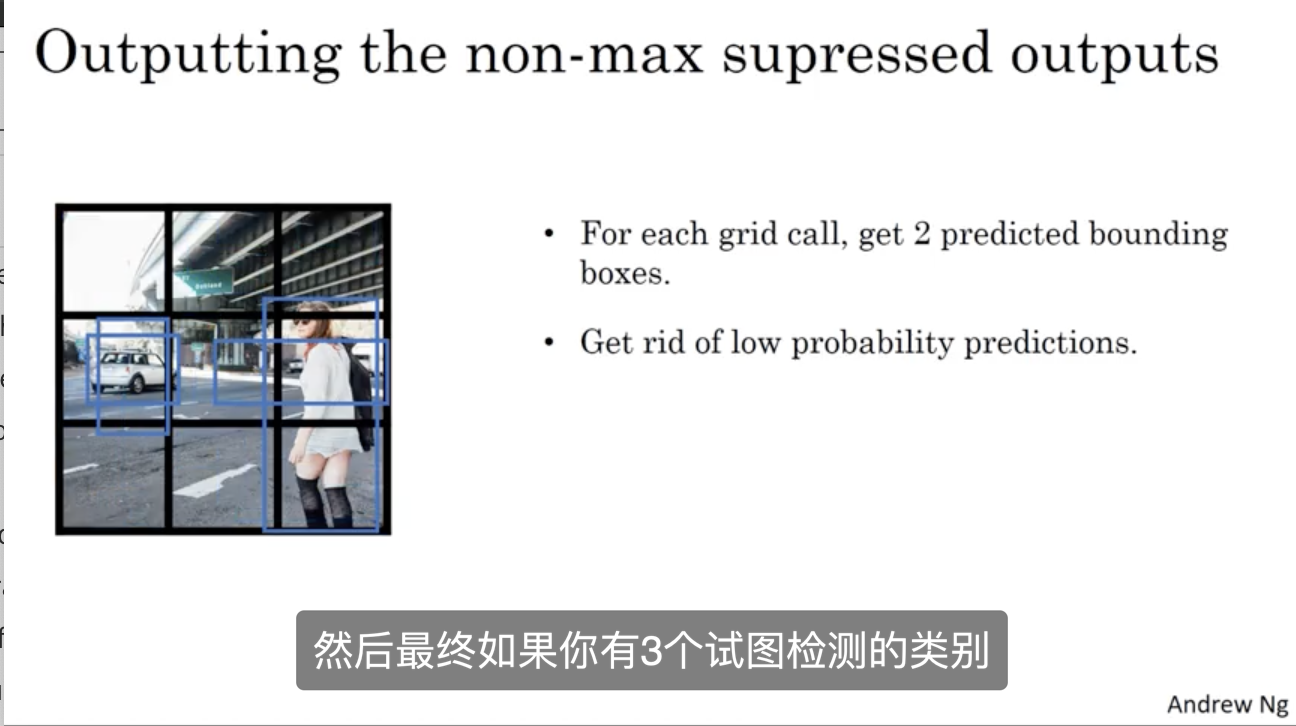 Outputting the non-max supressed outputs
• For each grid call, get 2 predicted bounding
boxes.
• Get rid of low probability predictions.
然后最终如果你有3个试图检测的类别
Andrew Ng